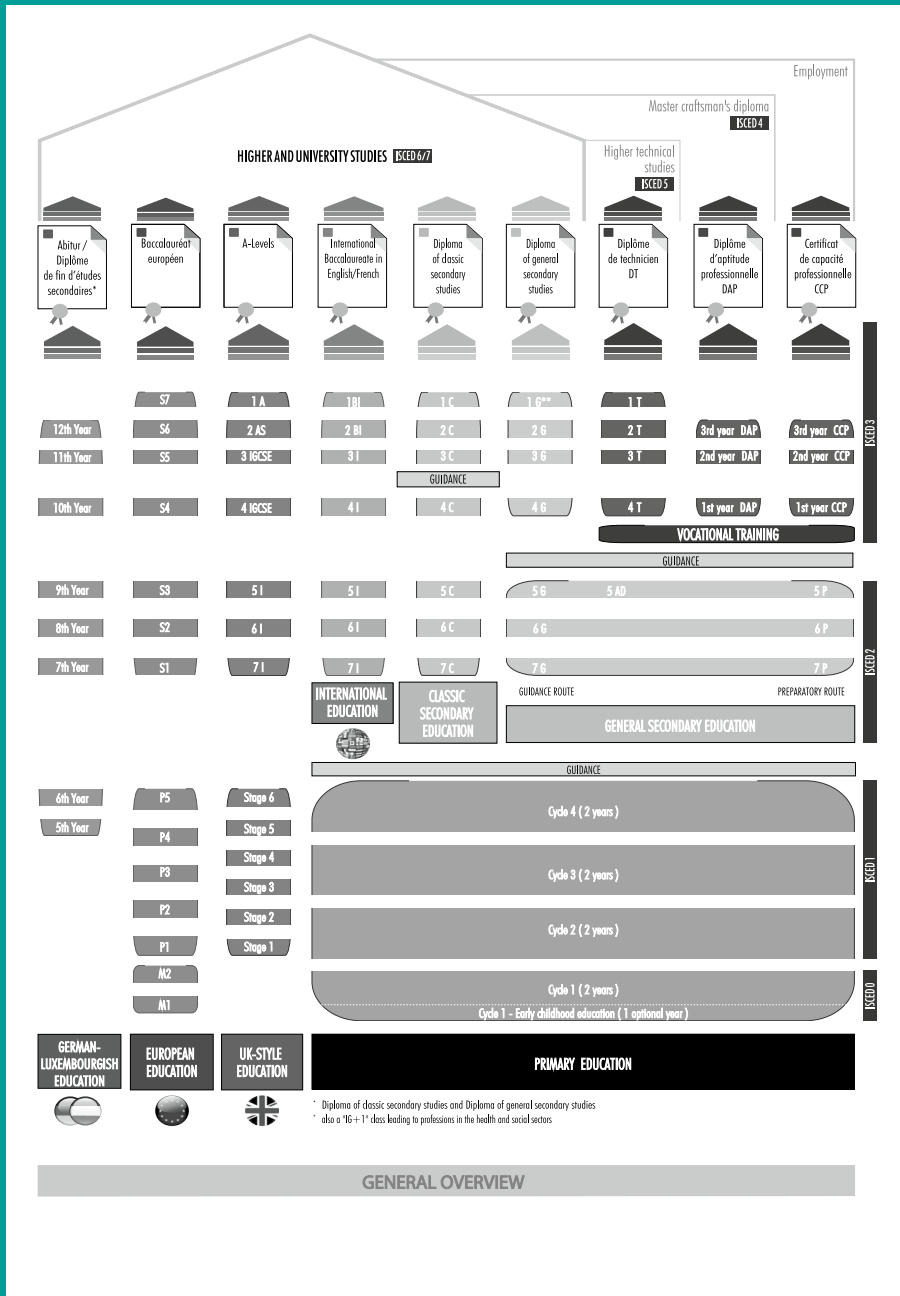 Employment
Master craftsman's diploma
ISCED 4
HIGHER AND UNIVERSITY STUDIES ISCED 6/7
Higher technical
studies
ISCED 5
Abitur /
Diplôme
de fin d'études
secondaires*
Baccalauréat
européen
A-Levels
International
Baccalaureate in
English/French
Diploma
of classic
secondary
studies
Diploma
of general
secondary
studies
Diplôme
de technicien
DT
Diplôme
d'aptitude
professionnelle
DAP
Certificat
de capacité
professionnelle
CCP
S7 1 A 1BI 1 C 1 G** 1 T
12th Year S6 2 AS 2 BI 2 C 2 G 2 T 3rd year DAP 3rd year CCP
11th Year S5 3 IGCSE 3 I 3 C 3 G 3 T 2nd year DAP 2nd year CCP
ISCED 3
GUIDANCE
10th Year S4 4 IGCSE 4 I 4 C 4 G 4 T 1st year DAP 1st year CCP
VOCATIONAL TRAINING
GUIDANCE
9th Year S3 5 I 5 I 5 C 5 G 5 AD 5 P
8th Year S2 6 I 6 I 6 C 6 G 6 P
7th Year S1 7 I 7 I 7 C 7 G 7 P
ISCED 2
INTERNATIONAL
EDUCATION
CLASSIC
SECONDARY
EDUCATION
GUIDANCE ROUTE PREPARATORY ROUTE
GENERAL SECONDARY EDUCATION
GUIDANCE
6th Year P5 Stage 6
Cycle 4 ( 2 years )
5th Year P4 Stage 5
Stage 4
P3 Cycle 3 ( 2 years )
ISCED 1
Stage 3
P2 Stage 2
Cycle 2 ( 2 years )
P1 Stage 1
M2
Cycle 1 ( 2 years )
ISCED 0
M1
Cycle 1 - Early childhood education ( 1 optional year )
GERMAN-
LUXEMBOURGISH
EDUCATION
EUROPEAN
EDUCATION
UK-STYLE
EDUCATION
PRIMARY EDUCATION
* Diploma of classic secondary studies and Diploma of general secondary studies
* also a "IG+1" class leading to professions in the health and social sectors
GENERAL OVERVIEW